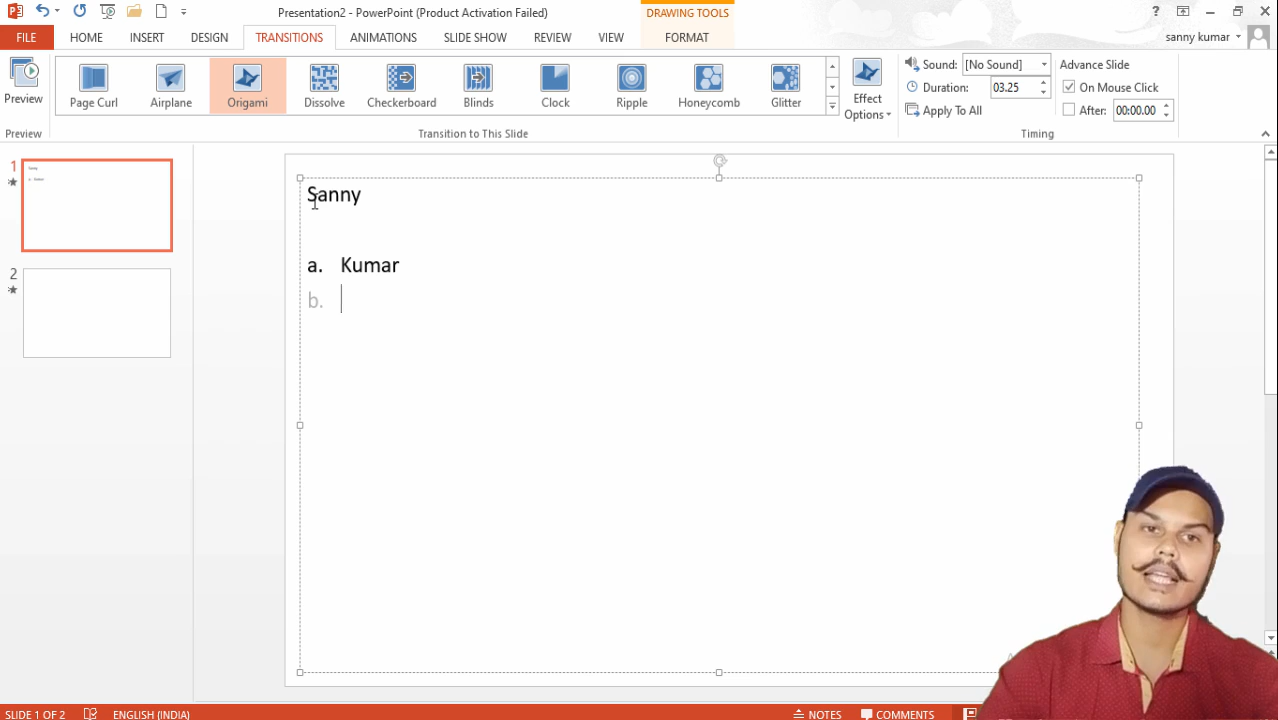 Presentation2 - PowerPoint (Product Activation Failed)
DRAWING TOOLS
?
FILE HOME INSERT DESIGN TRANSITIONS ANIMATIONS SLIDE SHOW REVIEW VIEW FORMAT
sanny kumar
Preview
Page Curl Airplane Origami Dissolve Checkerboard Blinds Clock Ripple Honeycomb Glitter
Effect
Options
Sound: [No Sound]
Duration: 03.25
Apply To All
Advance Slide
On Mouse Click
After: 00:00.00
Preview
Transition to This Slide
Timing
1
Sanny
a. Kumar
2
Sanny
a. Kumar
b.
SLIDE 1 OF 2 ENGLISH (INDIA) NOTES COMMENTS